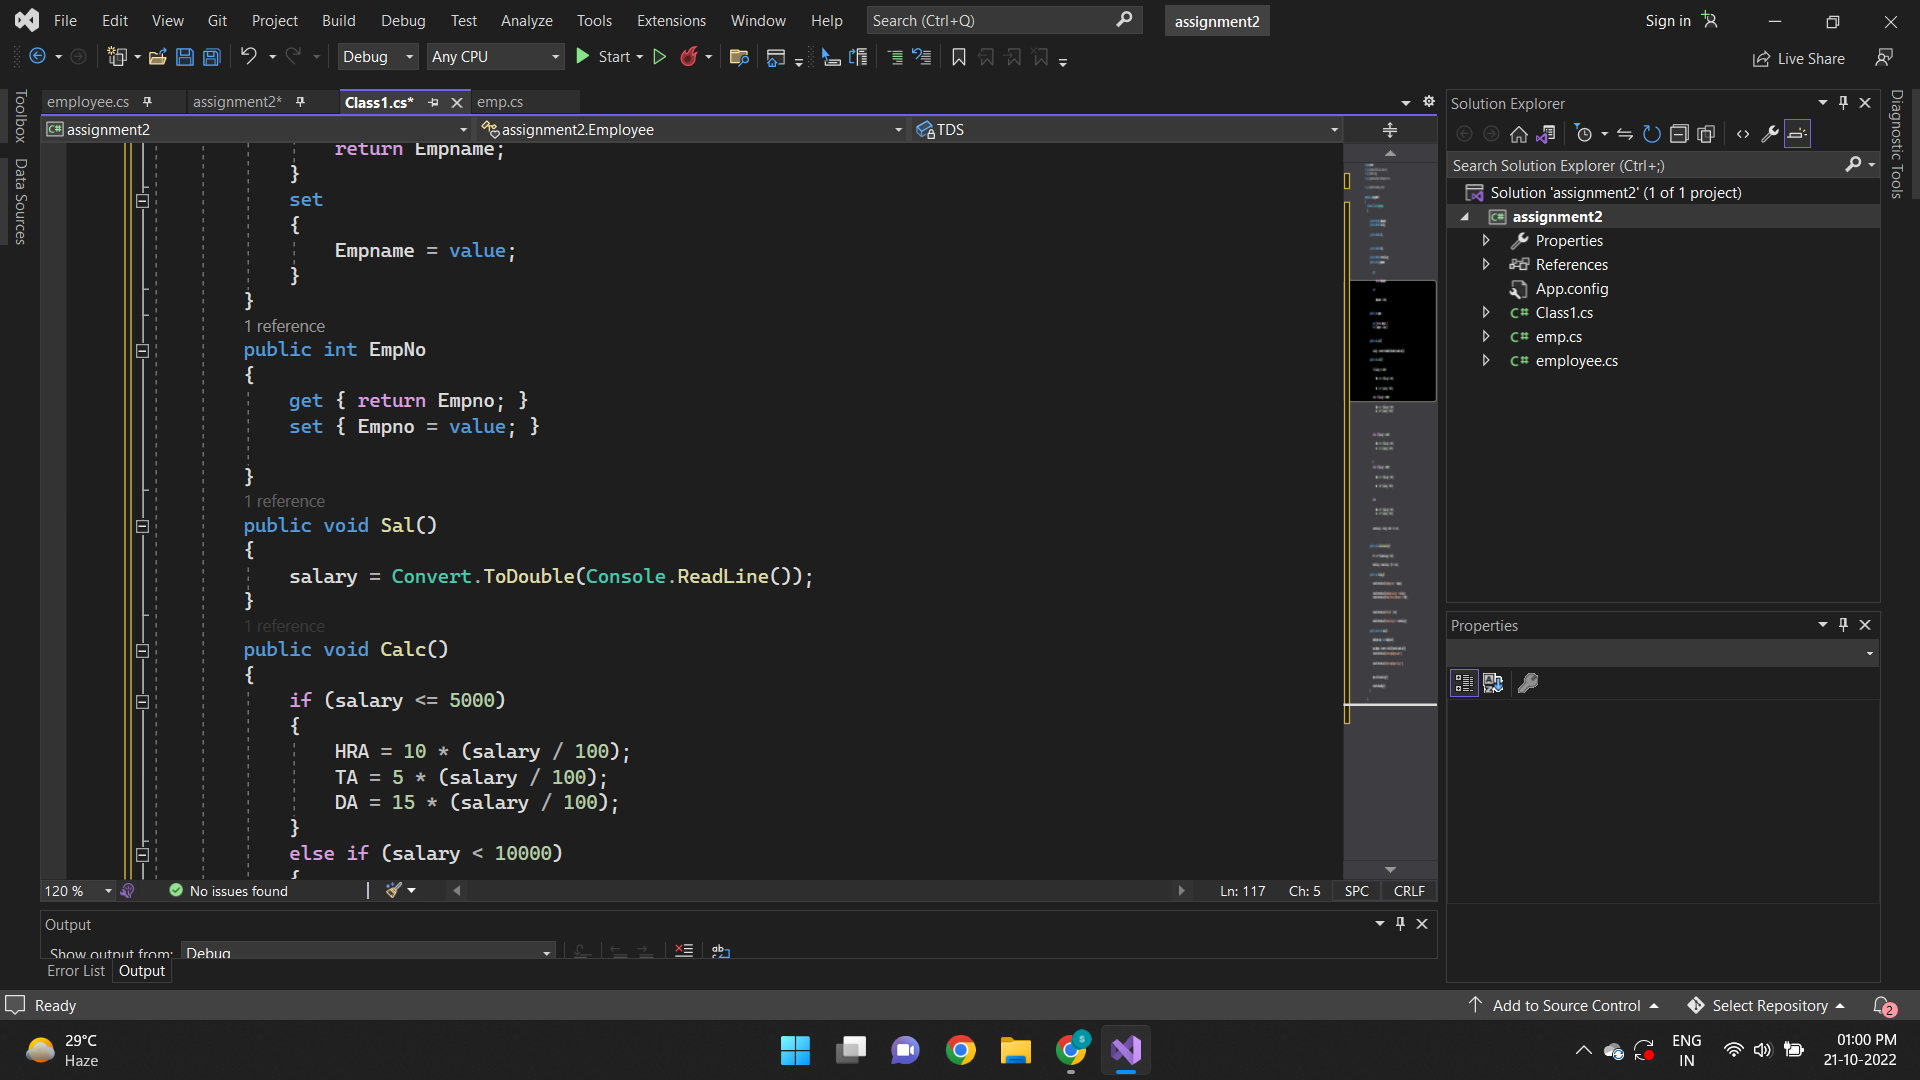 File Edit View Git Project Build Debug Test Analyze Tools Extensions Window Help Search (Ctrl+Q) assignment2 Sign in
Debug Any CPU Start Live Share
Toolbox
Data Sources
employee.cs assignment2* Class1.cs* emp.cs
assignment2 assignment2.Employee TDS
return Empname;
}
set
{
Empname = value;
}
}
1 reference
public int EmpNo
{
get { return Empno; }
set { Empno = value; }
}
1 reference
public void Sal()
{
salary = Convert.ToDouble(Console.ReadLine());
}
1 reference
public void Calc()
{
if (salary <= 5000)
{
HRA = 10 * (salary / 100);
TA = 5 * (salary / 100);
DA = 15 * (salary / 100);
}
else if (salary < 10000)
{
120 % No issues found Ln: 117 Ch: 5 SPC CRLF
Output
Show output from: Debug
Error List Output
Solution Explorer
Search Solution Explorer (Ctrl+;)
Solution 'assignment2' (1 of 1 project)
C# assignment2
Properties
References
App.config
C# Class1.cs
C# emp.cs
C# employee.cs
Properties
Diagnostic Tools
Ready Add to Source Control Select Repository 2
29°C
Haze
S
ENG
IN
01:00 PM
21-10-2022